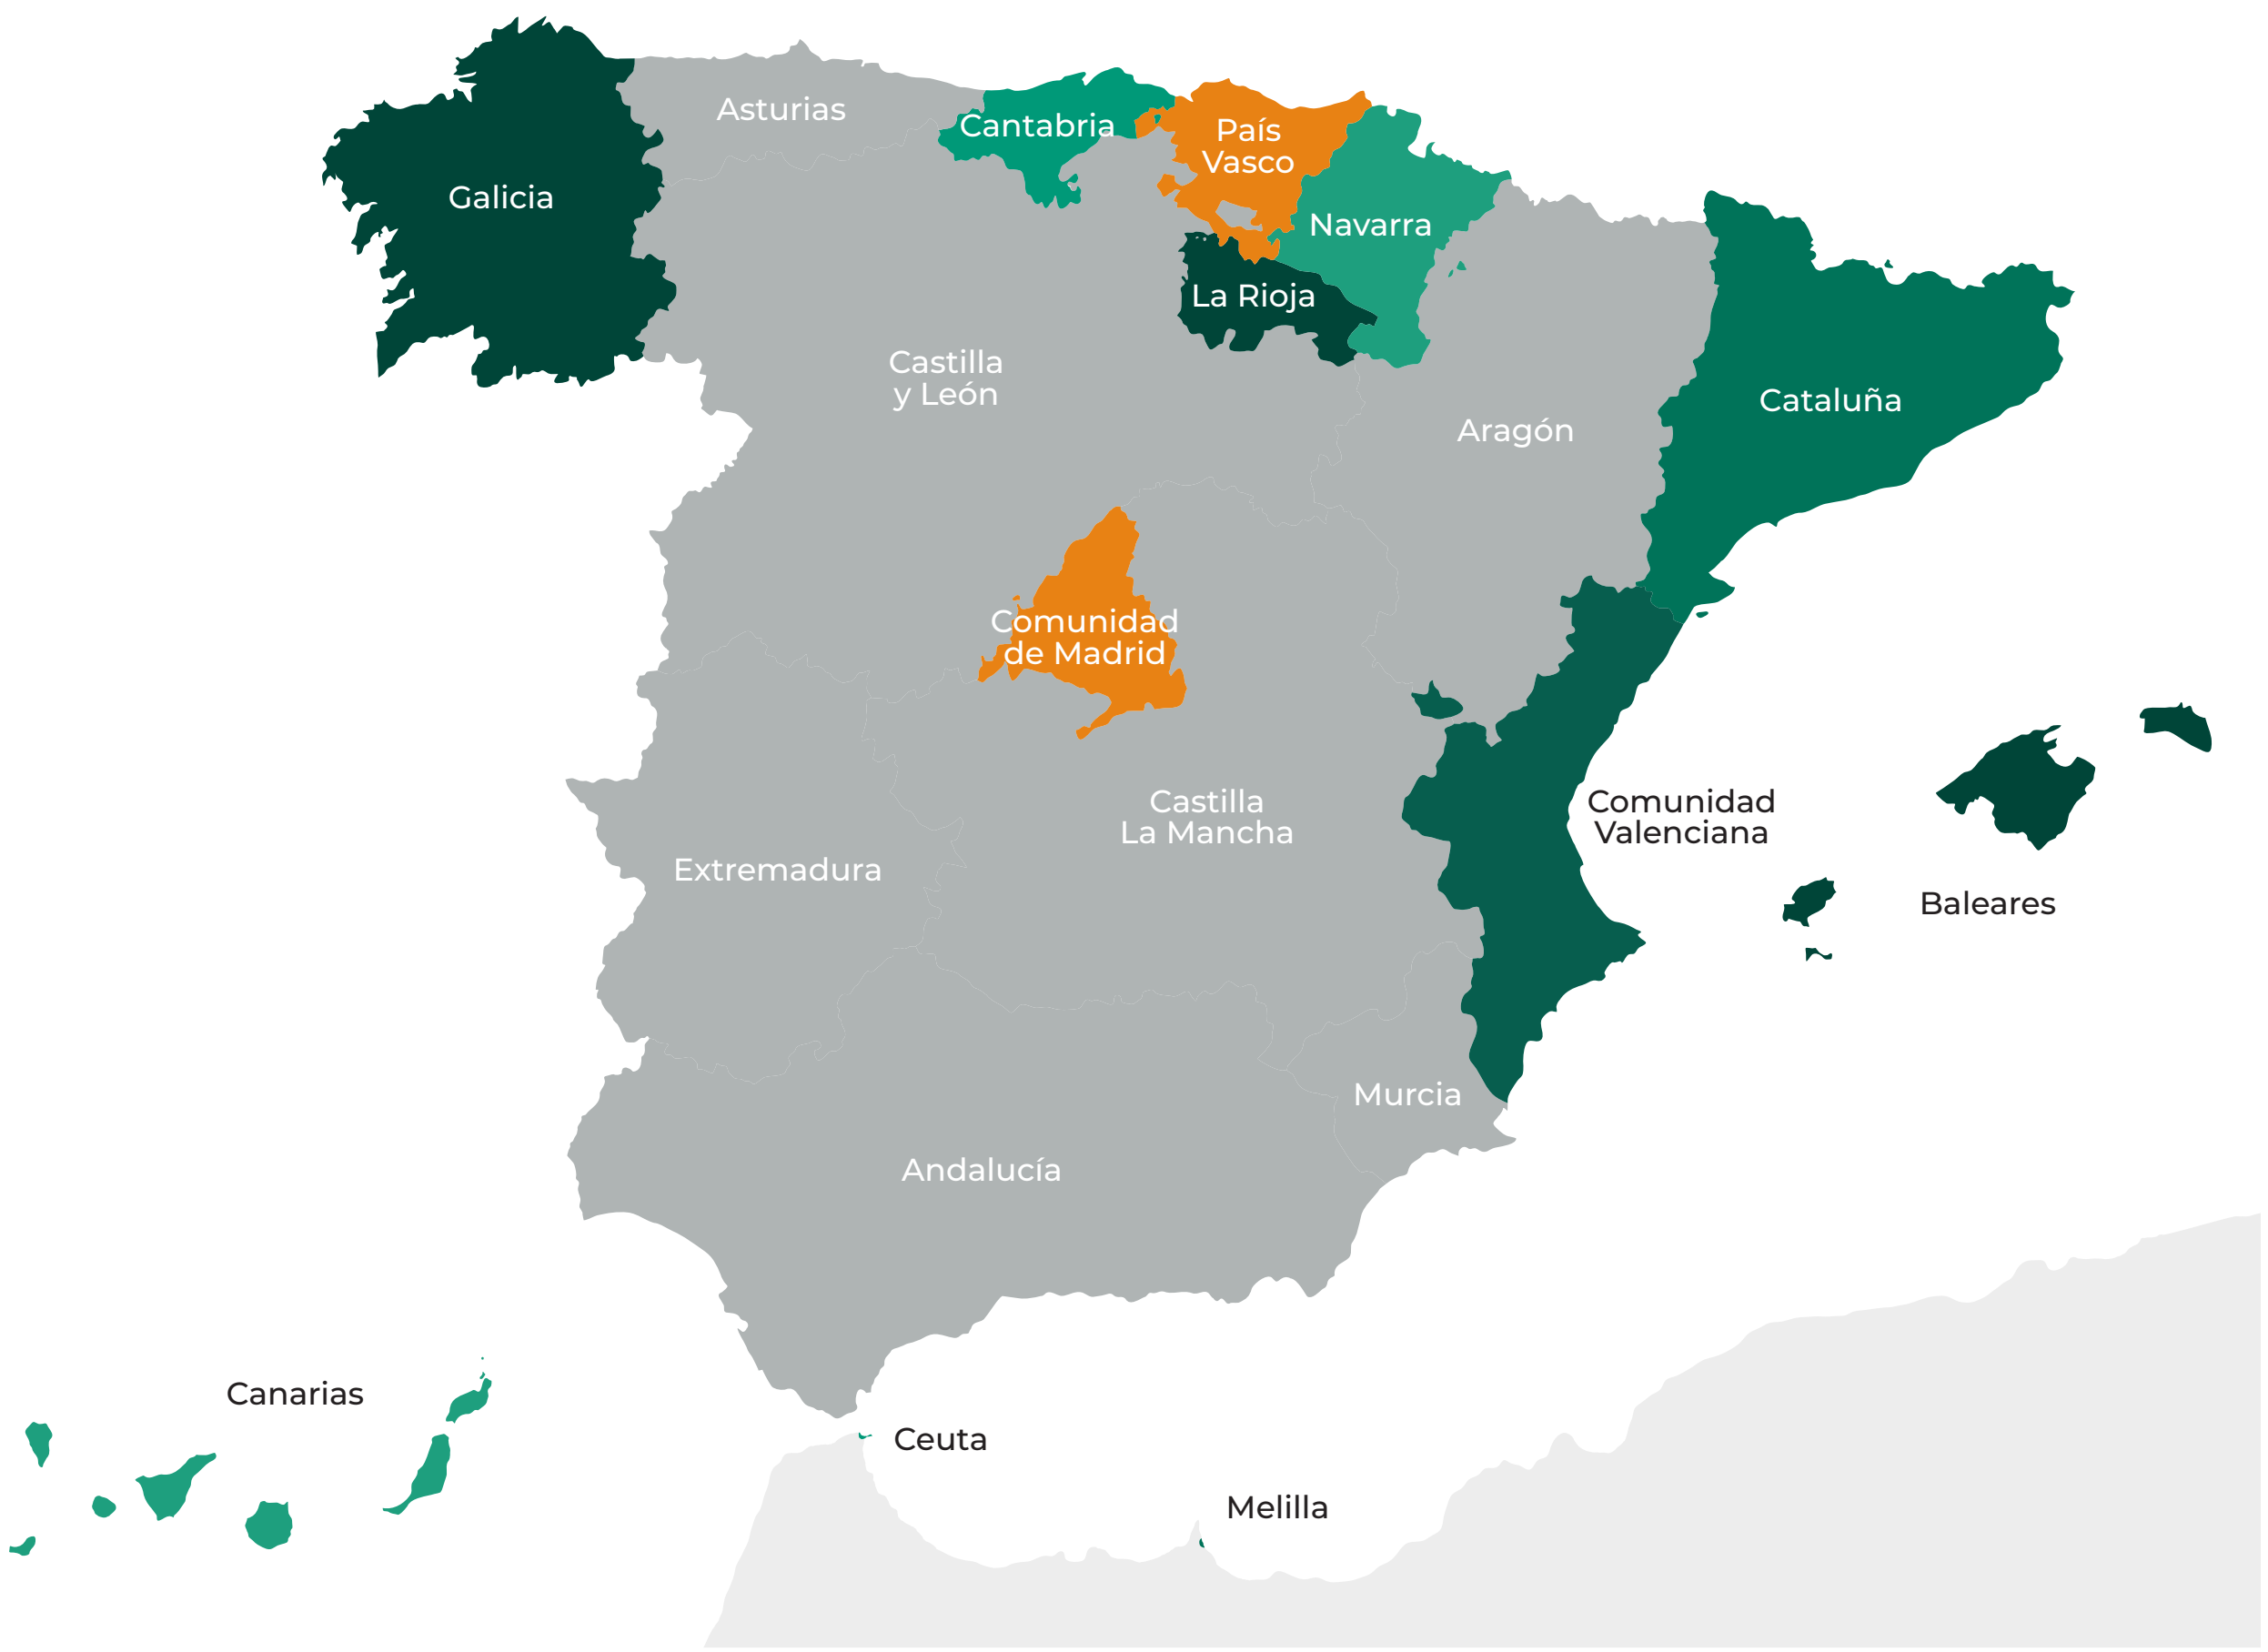 Asturias
Cantabria
País
Vasco
Galicia
Navarra
La Rioja
Castilla
y León
Cataluña
Aragón
Comunidad
de Madrid
Castilla
La Mancha
Comunidad
Valenciana
Extremadura
Baleares
Murcia
Andalucía
Canarias
Ceuta
Melilla